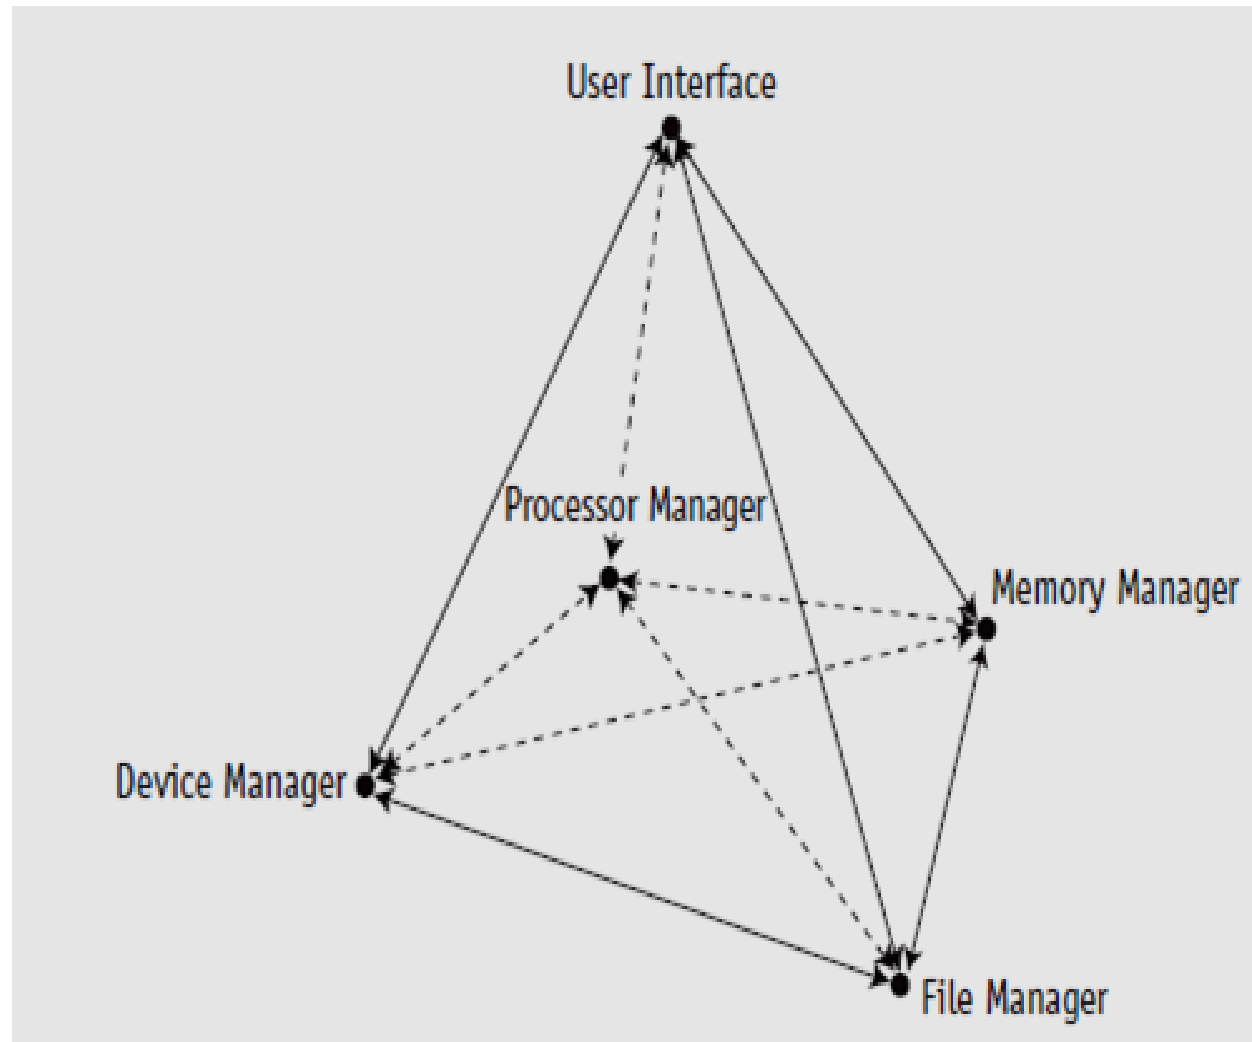 User Interface
Processor Manager
Memory Manager
Device Manager
File Manager